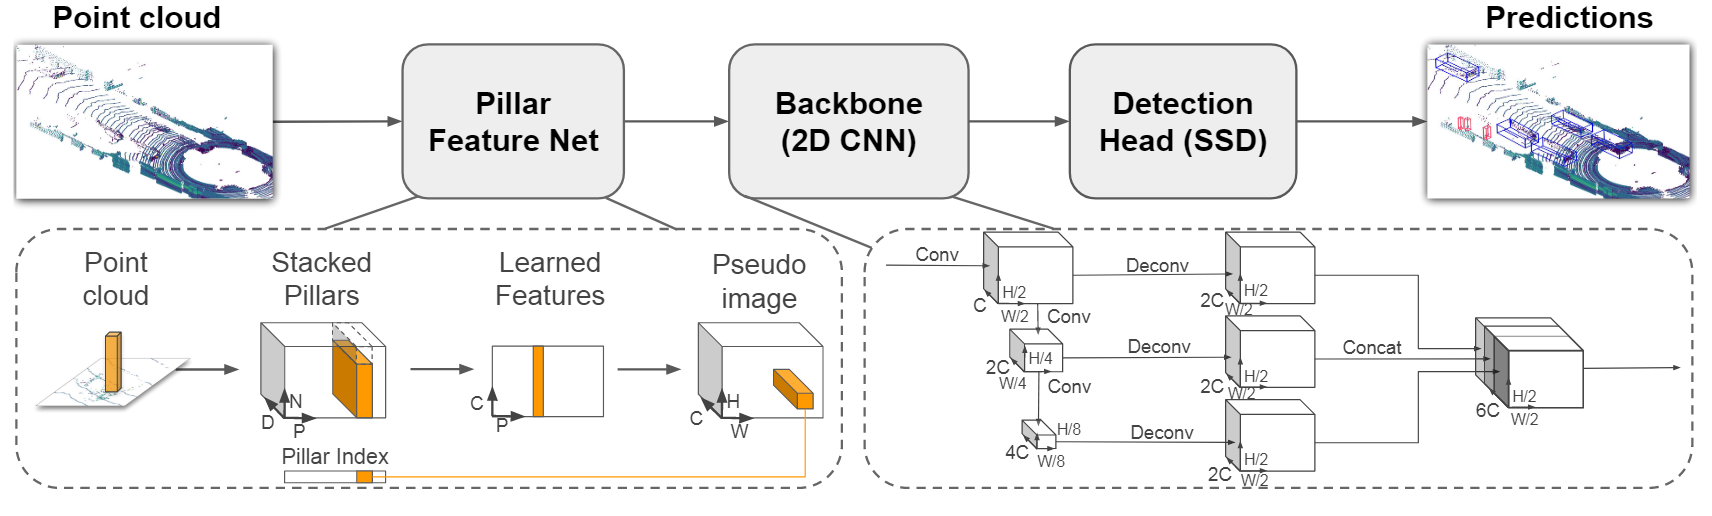 Point cloud
Predictions
Pillar
Feature Net
Backbone
(2D CNN)
Detection
Head (SSD)
Point
cloud
Stacked
Pillars
Learned
Features
Pseudo
image
N
D
P
C
P
H
C
W
Pillar Index
Conv
C
H/2
W/2
Conv
2C
H/4
W/4
Conv
4C
H/8
W/8
Deconv
2C
H/2
W/2
Deconv
2C
H/2
W/2
Deconv
2C
H/2
W/2
Concat
6C
H/2
W/2